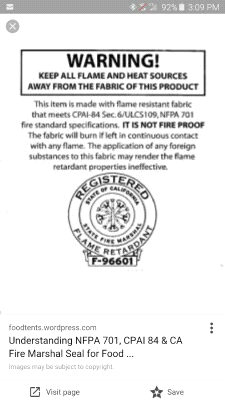 92% 3:09 PM
WARNING!
KEEP ALL FLAME AND HEAT SOURCES
AWAY FROM THE FABRIC OF THIS PRODUCT
This item is made with flame resistant fabric
that meets CPAI-84 Sec. 6/ULCS109, NFPA 701
fire standard specifications. IT IS NOT FIRE PROOF
The fabric will burn if left in continuous contact
with any flame. The application of any foreign
substances to this fabric may render the flame
retardant properties ineffective.
REGISTERED
STATE OF CALIFORNIA
STATE FIRE MARSHAL
FLAME RETARDANT
F-96601
foodtents.wordpress.com
Understanding NFPA 701, CPAI 84 & CA
Fire Marshal Seal for Food ...
Images may be subject to copyright.
Visit page
Save